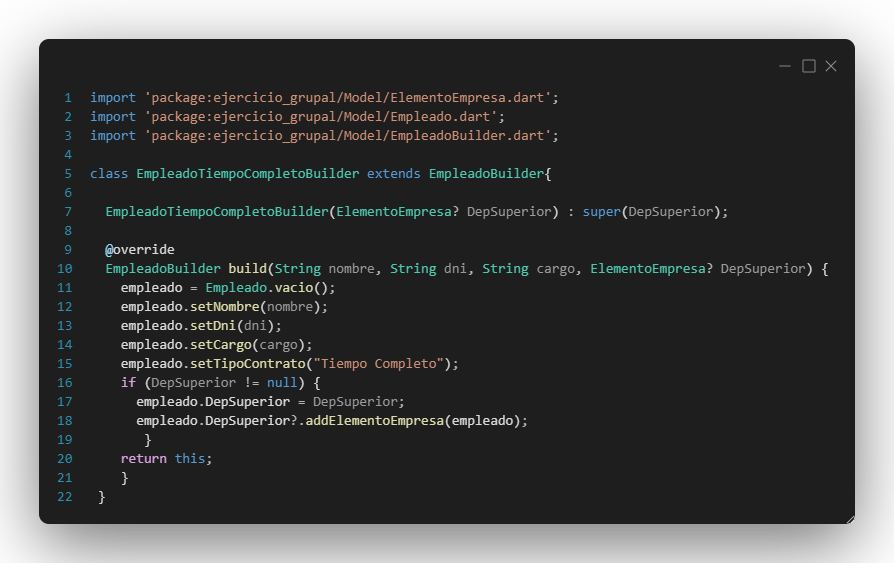 1 import 'package:ejercicio_grupal/Model/ElementoEmpresa.dart';
2 import 'package:ejercicio_grupal/Model/Empleado.dart';
3 import 'package:ejercicio_grupal/Model/EmpleadoBuilder.dart';
4
5 class EmpleadoTiempoCompletoBuilder extends EmpleadoBuilder{
6
7   EmpleadoTiempoCompletoBuilder(ElementoEmpresa? DepSuperior) : super(DepSuperior);
8
9   @override
10   EmpleadoBuilder build(String nombre, String dni, String cargo, ElementoEmpresa? DepSuperior) {
11     empleado = Empleado.vacio();
12     empleado.setNombre(nombre);
13     empleado.setDni(dni);
14     empleado.setCargo(cargo);
15     empleado.setTipoContrato("Tiempo Completo");
16     if (DepSuperior != null) {
17       empleado.DepSuperior = DepSuperior;
18       empleado.DepSuperior?.addElementoEmpresa(empleado);
19        }
20     return this;
21     }
22  }